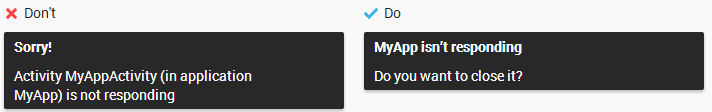 Don't
Sorry!
Activity MyAppActivity (in application
MyApp) is not responding
Do
MyApp isn’t responding
Do you want to close it?